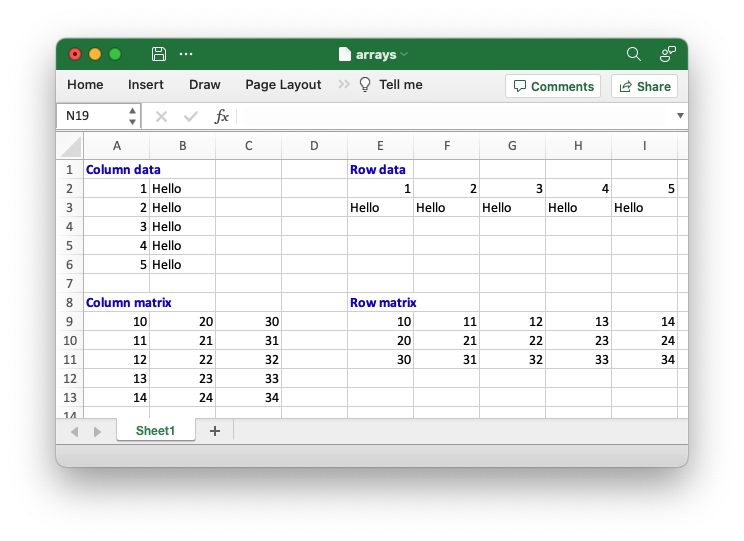 arrays
Home Insert Draw Page Layout >> Tell me Comments Share
N19 fx
A B C D E F G H I
1 Column data Row data
2 1 Hello 1 2 3 4 5
3 2 Hello Hello Hello Hello Hello Hello
4 3 Hello
5 4 Hello
6 5 Hello
7
8 Column matrix Row matrix
9 10 20 30 10 11 12 13 14
10 11 21 31 20 21 22 23 24
11 12 22 32 30 31 32 33 34
12 13 23 33
13 14 24 34
14
Sheet1 +